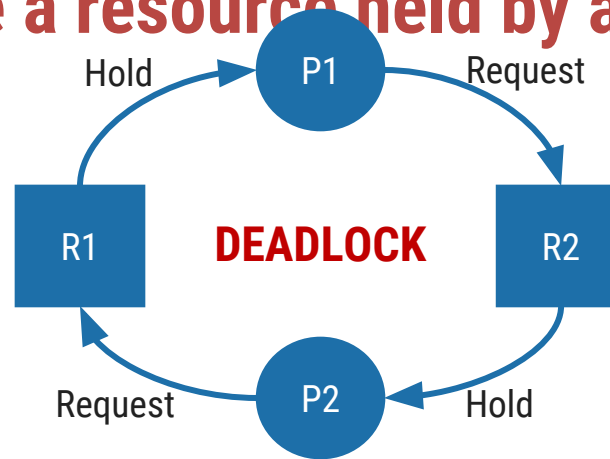 a resource held by a
Hold
P1
Request
R1
DEADLOCK
R2
Request
P2
Hold